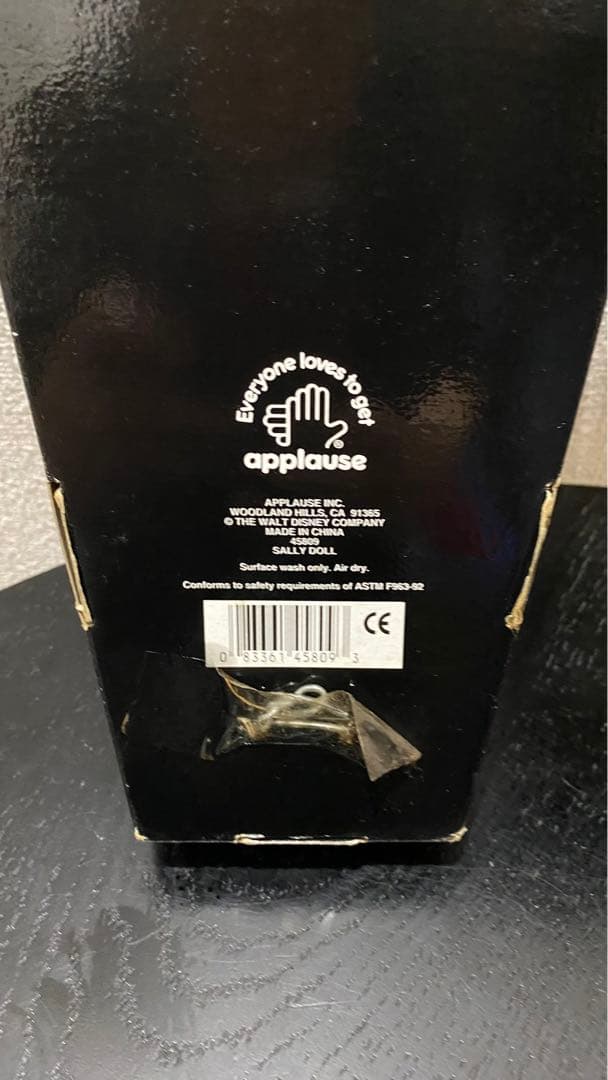 Everyone loves to get
applause
APPLAUSE INC.
WOODLAND HILLS, CA 91365
© THE WALT DISNEY COMPANY
MADE IN CHINA
45809
SALLY DOLL
Surface wash only. Air dry.
Conforms to safety requirements of ASTM F963-92
CE
0 83361 45809 3